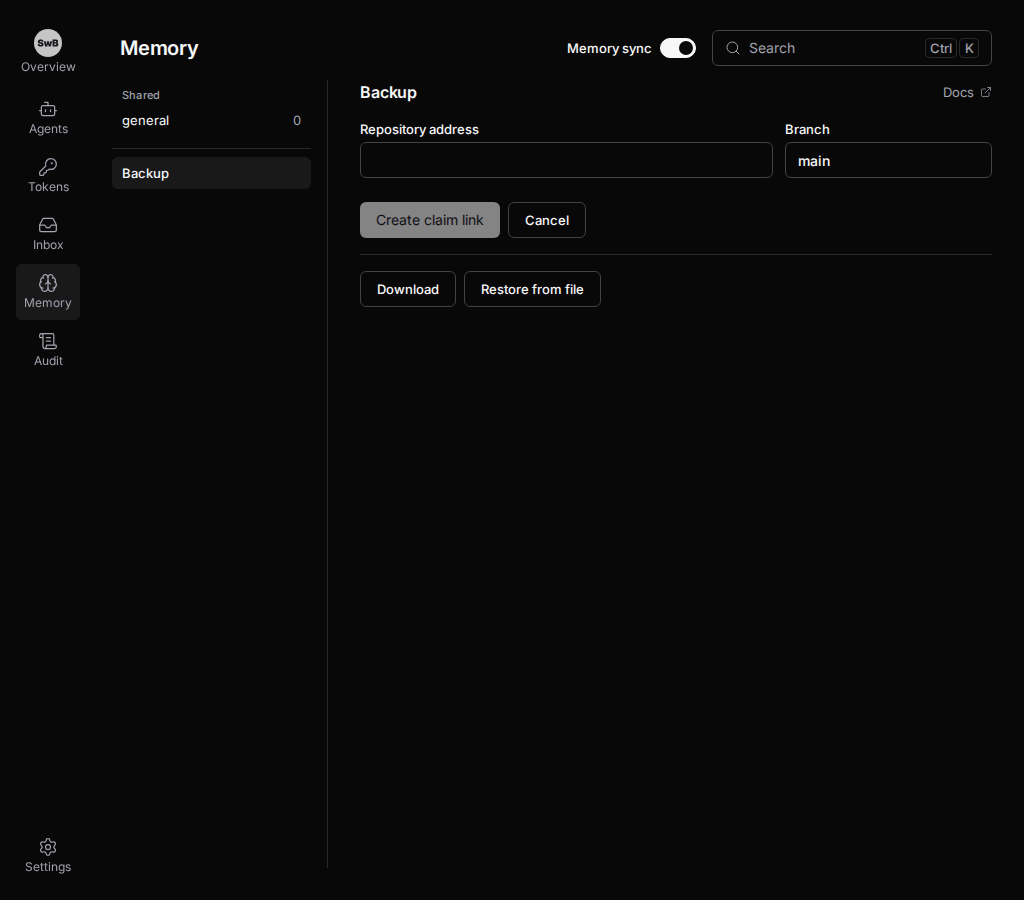 SwB
Overview
Agents
Tokens
Inbox
Memory
Audit
Settings
Memory
Memory sync
Search Ctrl K
Shared
general 0
Backup
Backup
Docs
Repository address
Branch
main
Create claim link
Cancel
Download
Restore from file